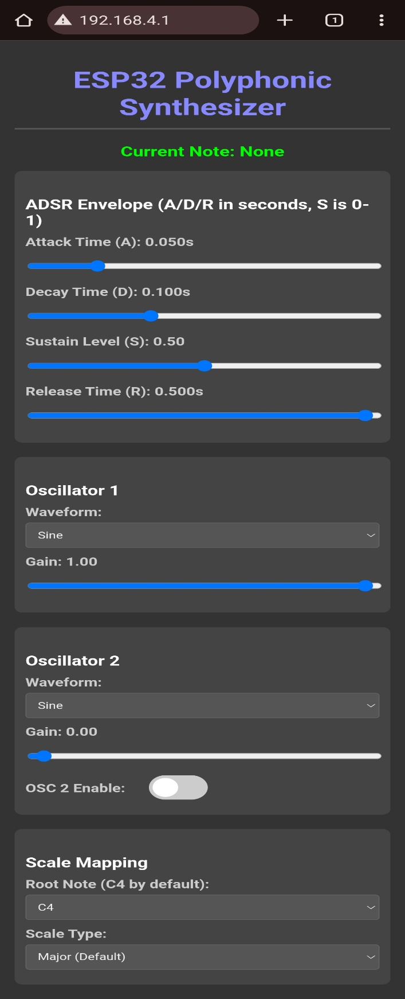 192.168.4.1
1
ESP32 Polyphonic
Synthesizer
Current Note: None
ADSR Envelope (A/D/R in seconds, S is 0-
1)
Attack Time (A): 0.050s
Decay Time (D): 0.100s
Sustain Level (S): 0.50
Release Time (R): 0.500s
Oscillator 1
Waveform:
Sine
Gain: 1.00
Oscillator 2
Waveform:
Sine
Gain: 0.00
OSC 2 Enable:
Scale Mapping
Root Note (C4 by default):
C4
Scale Type:
Major (Default)